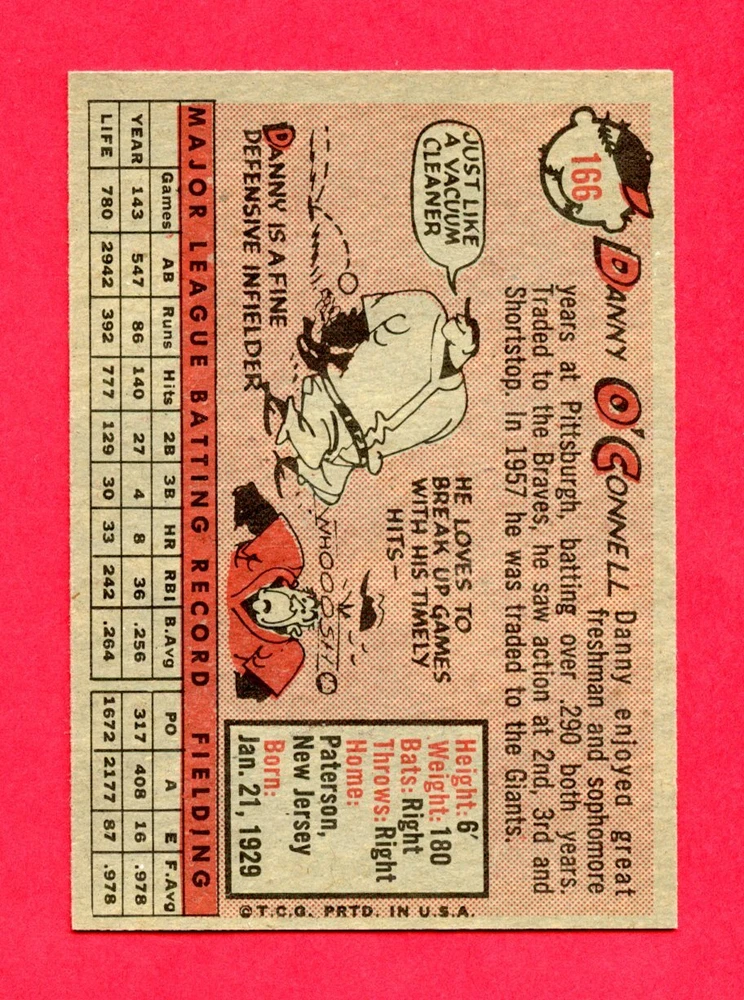 166
DANNY O'CONNELL
Danny enjoyed great
freshman and sophomore
years at Pittsburgh, batting over .290 both years.
Traded to the Braves, he saw action at 2nd, 3rd and
Shortstop. In 1957 he was traded to the Giants.
JUST LIKE
A VACUUM
CLEANER
DANNY IS A FINE
DEFENSIVE INFIELDER
HE LOVES TO
BREAK UP GAMES
WITH HIS TIMELY
HITS-
WHOOOSH
Height: 6'
Weight: 180
Bats: Right
Throws: Right
Home:
Paterson,
New Jersey
Born:
Jan. 21, 1929
MAJOR LEAGUE BATTING RECORD FIELDING
Games AB Runs Hits 2B 3B HR RBI B.Avg PO A E F.Avg
YEAR 143 547 86 140 27 4 8 36 .256 317 408 16 .978
LIFE 780 2942 392 777 129 30 33 242 .264 1672 2177 87 .978
©T.C.G. PRTD. IN U.S.A.